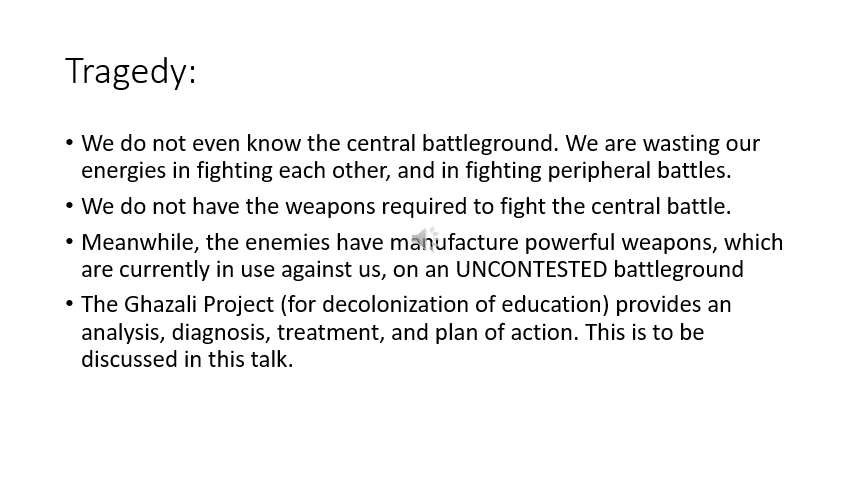 Tragedy:
• We do not even know the central battleground. We are wasting our
energies in fighting each other, and in fighting peripheral battles.
• We do not have the weapons required to fight the central battle.
• Meanwhile, the enemies have manufacture powerful weapons, which
are currently in use against us, on an UNCONTESTED battleground
• The Ghazali Project (for decolonization of education) provides an
analysis, diagnosis, treatment, and plan of action. This is to be
discussed in this talk.